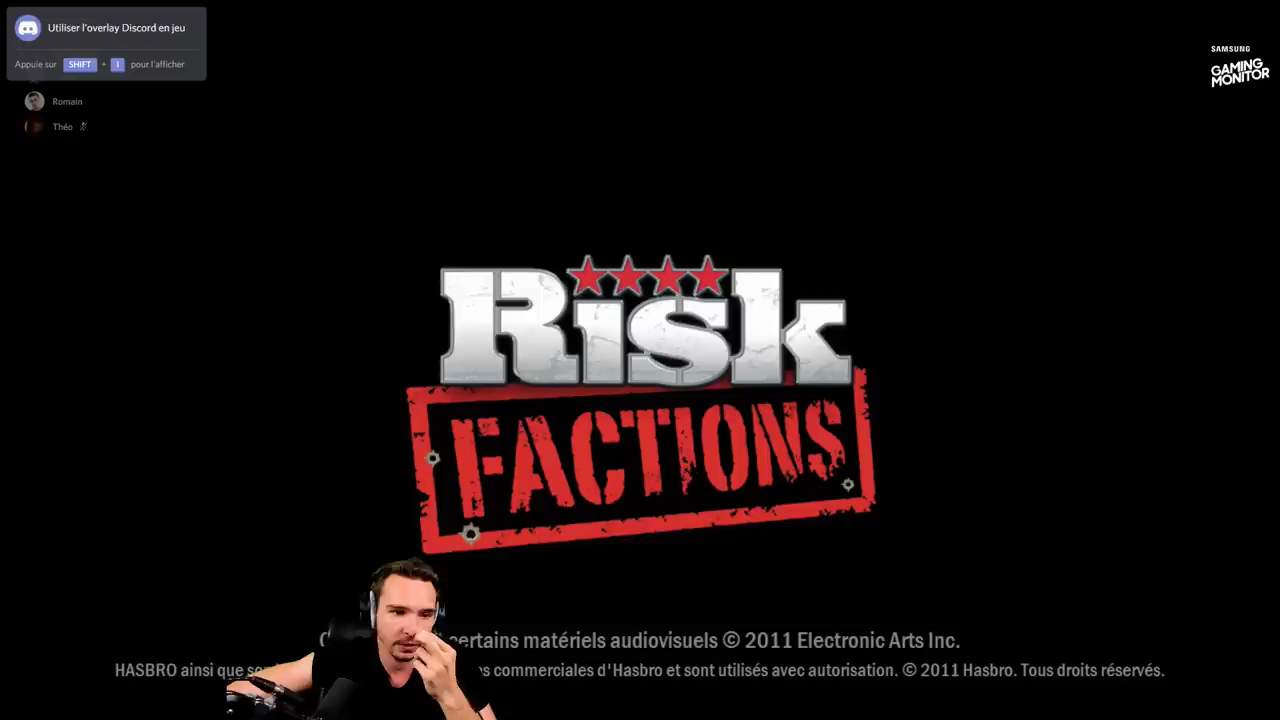 Utiliser l'overlay Discord en jeu
Appuie sur SHIFT + I pour l'afficher
Romain
Théo
SAMSUNG
GAMING
MONITOR
Risk
FACTIONS
certains matériels audiovisuels © 2011 Electronic Arts Inc.
HASBRO ainsi que commerciales d'Hasbro et sont utilisés avec autorisation. © 2011 Hasbro. Tous droits réservés.